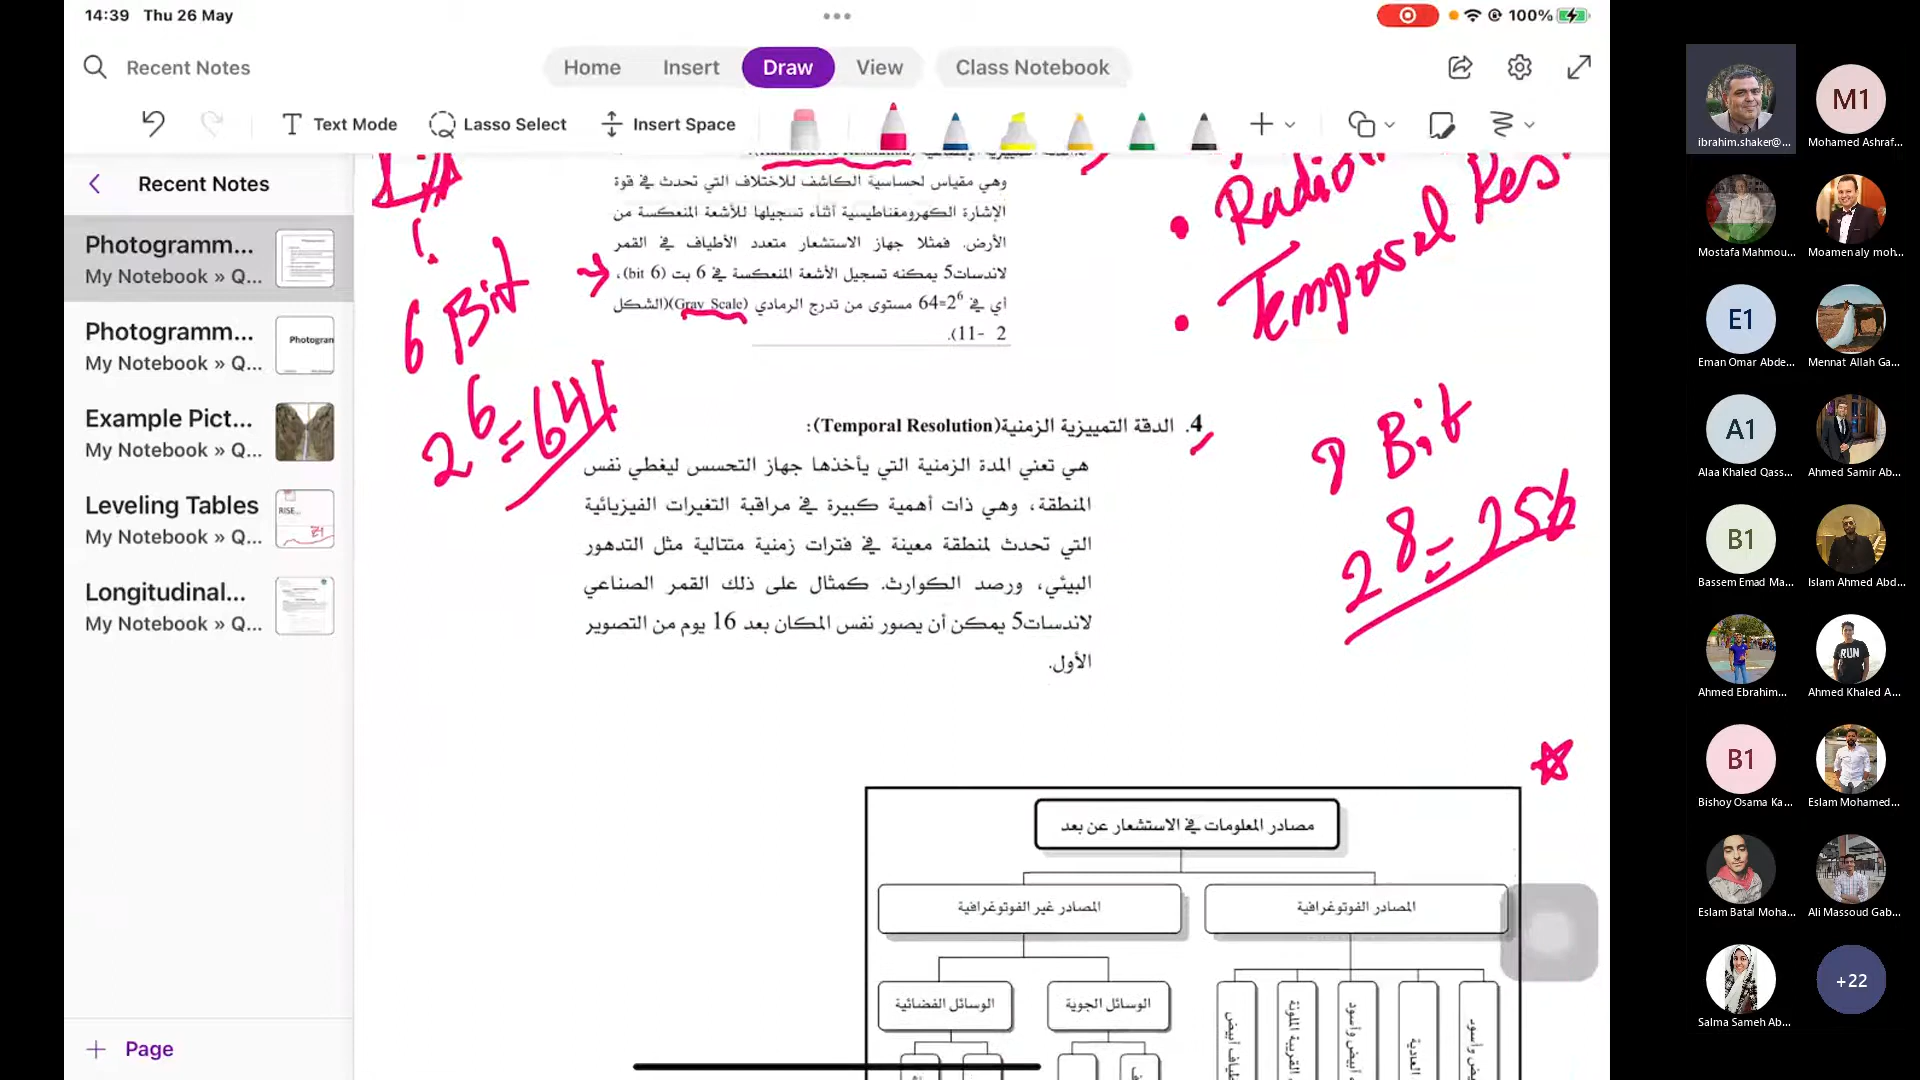 14:39 Thu 26 May
100%
Recent Notes
Home Insert Draw View Class Notebook
Text Mode Lasso Select Insert Space
Recent Notes
Photogramm...
My Notebook » Q...
Photogramm...
My Notebook » Q...
Photogran
Example Pict...
My Notebook » Q...
Leveling Tables
My Notebook » Q...
RISE...
Longitudinal...
My Notebook » Q...
Page
وهي مقياس لحساسية الكاشف للاختلاف التي تحدث في قوة
الإشارة الكهرومغناطيسية أثناء تسجيلها للأشعة المنعكسة من
الأرض. فمثلا جهاز الاستشعار متعدد الأطياف في القمر
لاندسات5 يمكنه تسجيل الأشعة المنعكسة في 6 بت (6 bit)،
أي في 2⁶=64 مستوى من تدرج الرمادي (Gray Scale)(الشكل
2 -11).
6 Bit
2⁶=64
• Radio
• Temporal Res
4. الدقة التمييزية الزمنية(Temporal Resolution):
هي تعني المدة الزمنية التي يأخذها جهاز التحسس ليغطي نفس
المنطقة، وهي ذات أهمية كبيرة في مراقبة التغيرات الفيزيائية
التي تحدث لمنطقة معينة في فترات زمنية متتالية مثل التدهور
البيئي، ورصد الكوارث. كمثال على ذلك القمر الصناعي
لاندسات5 يمكن أن يصور نفس المكان بعد 16 يوم من التصوير
الأول.
8 Bit
2⁸=256
مصادر المعلومات في الاستشعار عن بعد
المصادر الفوتوغرافية
المصادر غير الفوتوغرافية
الوسائل الجوية
الوسائل الفضائية
ibrahim.shaker@...
M1
Mohamed Ashraf...
Mostafa Mahmou...
Moamen aly moh...
E1
Eman Omar Abde...
Mennat Allah Ga...
A1
Alaa Khaled Qass...
Ahmed Samir Ab...
B1
Bassem Emad Ma...
Islam Ahmed Abd...
Ahmed Ebrahim...
RUN
Ahmed Khaled A...
B1
Bishoy Osama Ka...
Eslam Mohamed...
Eslam Batal Moha...
Ali Massoud Gab...
Salma Sameh Ab...
+22